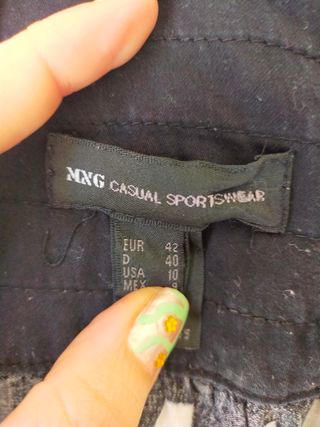 MNG CASUAL SPORTSWEAR
EUR 42
D 40
USA 10
MEX